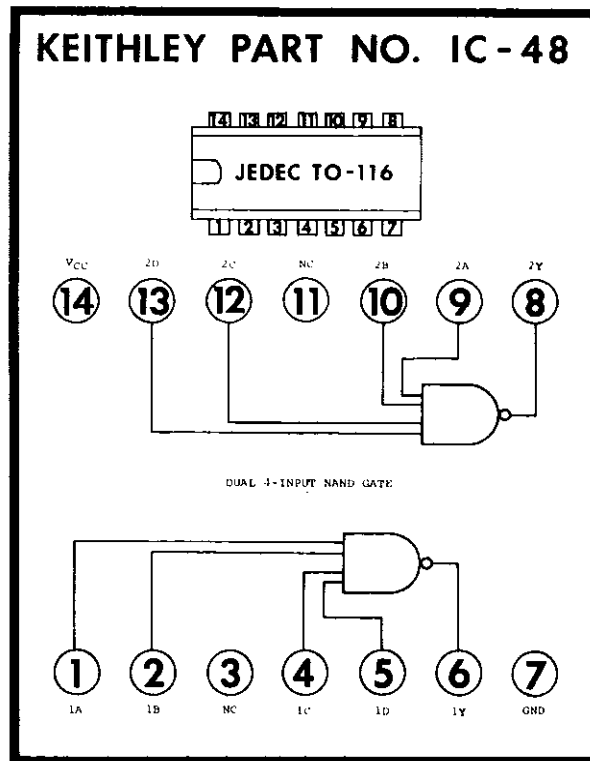 KEITHLEY PART NO. IC-48
14 13 12 11 10 9 8
JEDEC TO-116
1 2 3 4 5 6 7
VCC 2D 2C NC 2B 2A 2Y
14 13 12 11 10 9 8
DUAL 4-INPUT NAND GATE
1 2 3 4 5 6 7
1A 1B NC 1C 1D 1Y GND